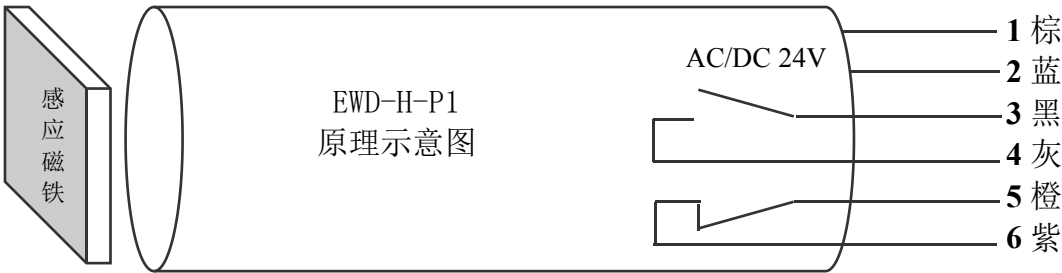 感应磁铁
EWD-H-P1
原理示意图
AC/DC 24V
1 棕
2 蓝
3 黑
4 灰
5 橙
6 紫